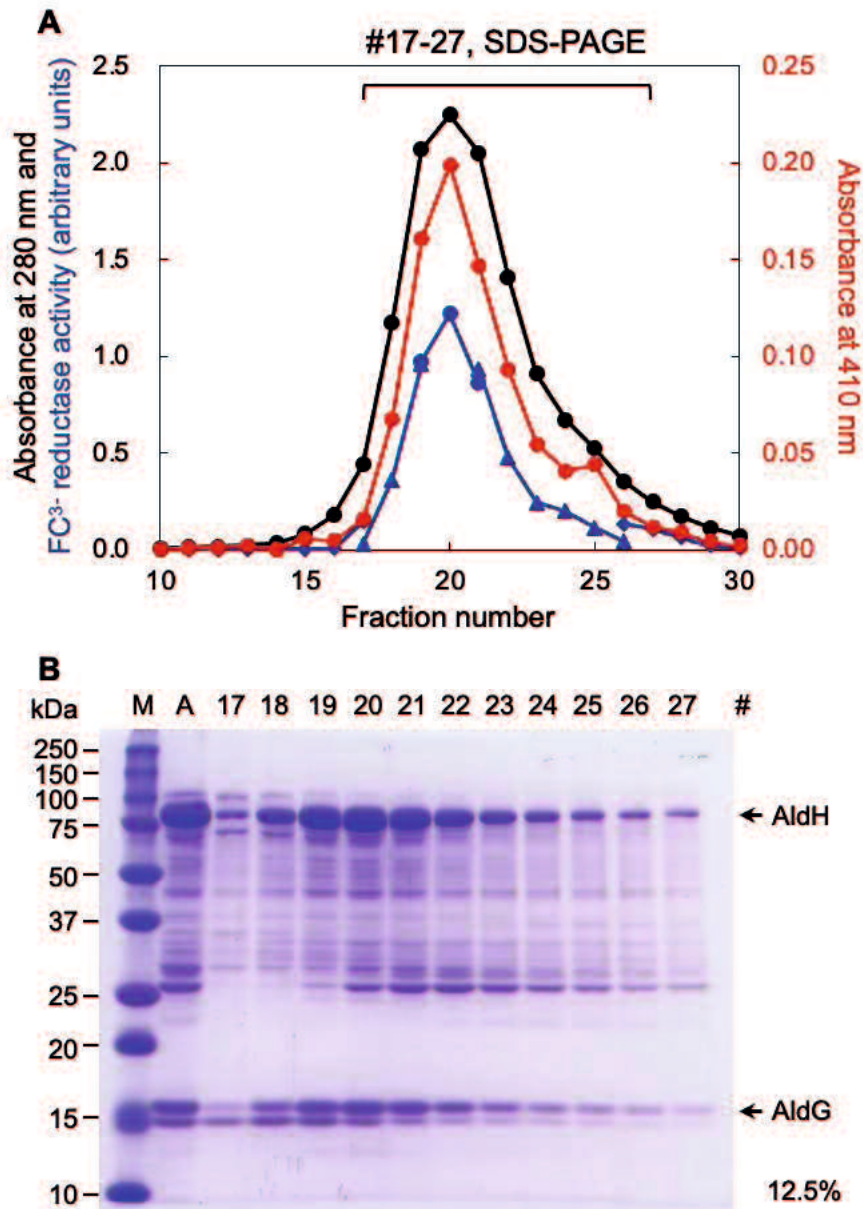 A
#17-27, SDS-PAGE
Absorbance at 280 nm and
FC³⁻ reductase activity (arbitrary units)
2.5
2.0
1.5
1.0
0.5
0.0
0.25
0.20
0.15
0.10
0.05
0.00
Absorbance at 410 nm
10 15 20 25 30
Fraction number
B
kDa M A 17 18 19 20 21 22 23 24 25 26 27 #
250
150
100
75
50
37
25
20
15
10
AldH
AldG
12.5%